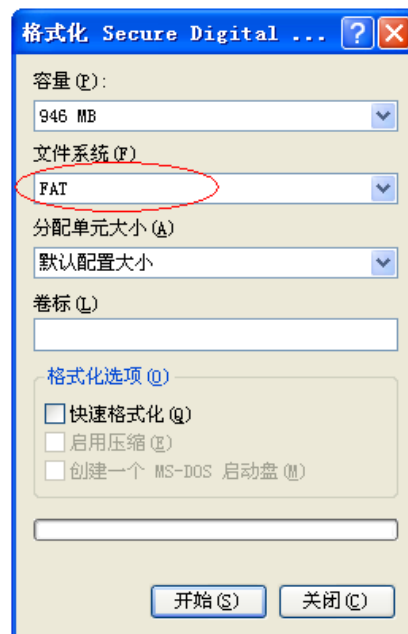 格式化 Secure Digital ...
容量(P):
946 MB
文件系统(F)
FAT
分配单元大小(A)
默认配置大小
卷标(L)
格式化选项(O)
快速格式化(Q)
启用压缩(E)
创建一个 MS-DOS 启动盘(M)
开始(S)
关闭(C)